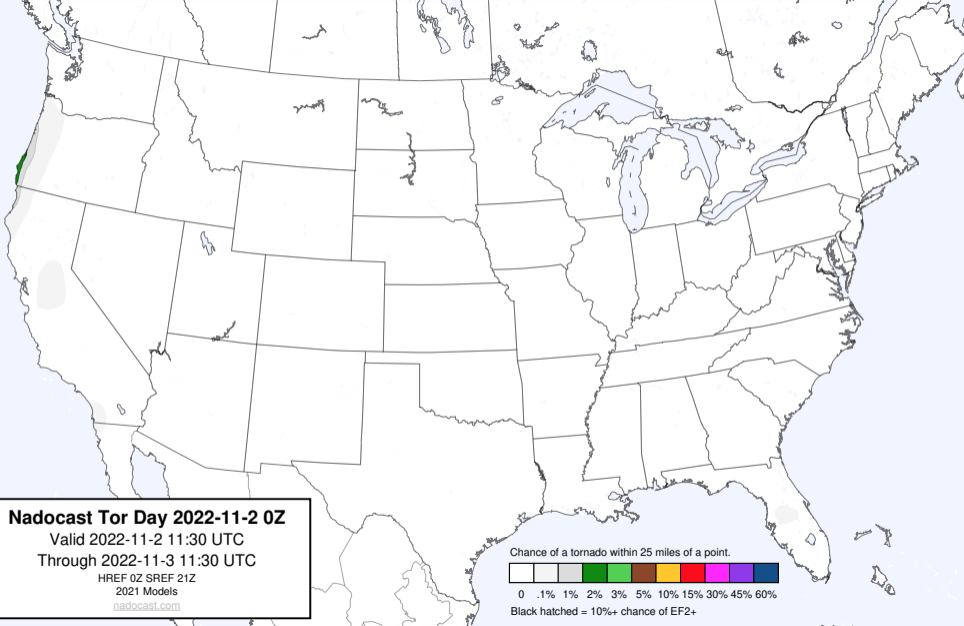 Nadocast Tor Day 2022-11-2 0Z
Valid 2022-11-2 11:30 UTC
Through 2022-11-3 11:30 UTC
HREF 0Z SREF 21Z
2021 Models
nadocast.com
Chance of a tornado within 25 miles of a point.
0 .1% 1% 2% 3% 5% 10% 15% 30% 45% 60%
Black hatched = 10%+ chance of EF2+